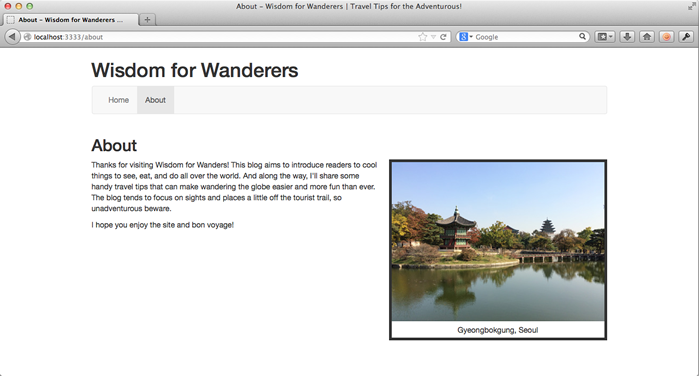 About – Wisdom for Wanderers | Travel Tips for the Adventurous!
About – Wisdom for Wanderers ...
localhost:3333/about
Google
Wisdom for Wanderers
Home
About
About
Thanks for visiting Wisdom for Wanders! This blog aims to introduce readers to cool
things to see, eat, and do all over the world. And along the way, I'll share some
handy travel tips that can make wandering the globe easier and more fun than ever.
The blog tends to focus on sights and places a little off the tourist trail, so
unadventurous beware.
I hope you enjoy the site and bon voyage!
Gyeongbokgung, Seoul